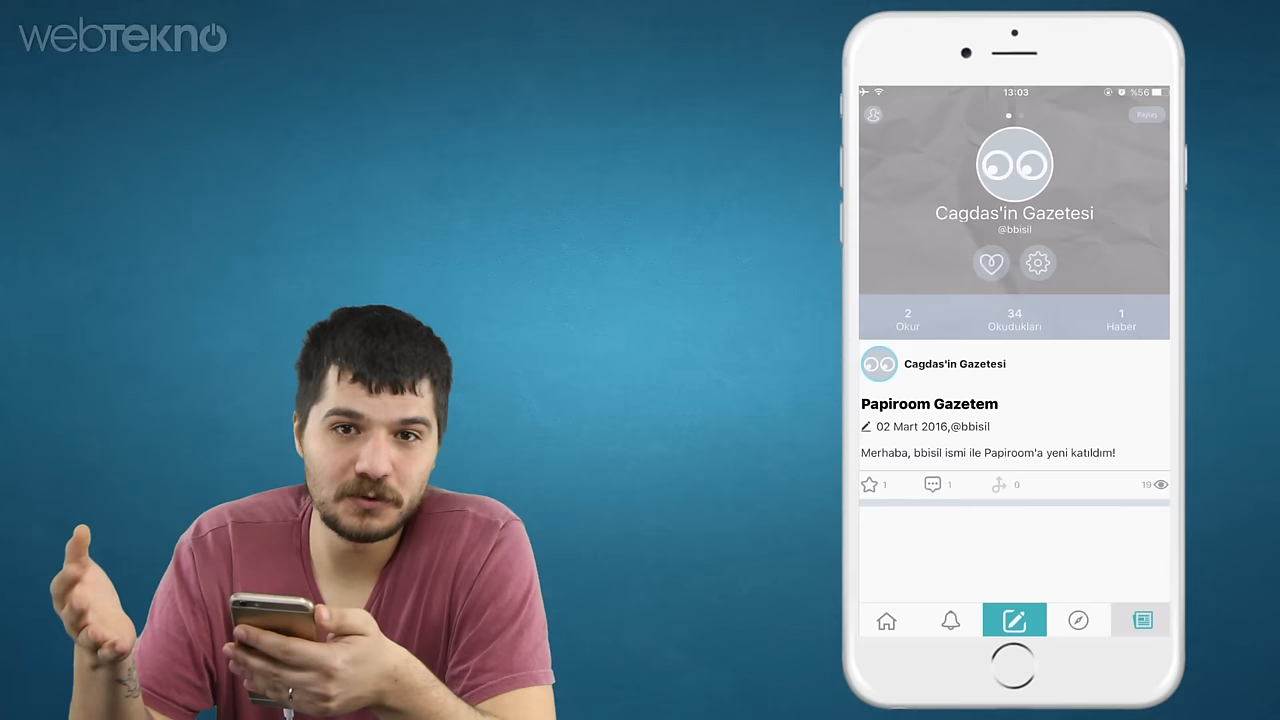 webTEKNO
13:03
%56
Paylaş
Cagdas'in Gazetesi
@bbisil
2 34 1
Okur Okudukları Haber
Cagdas'in Gazetesi
Papiroom Gazetem
02 Mart 2016,@bbisil
Merhaba, bbisil ismi ile Papiroom'a yeni katıldım!
1 1 0 19